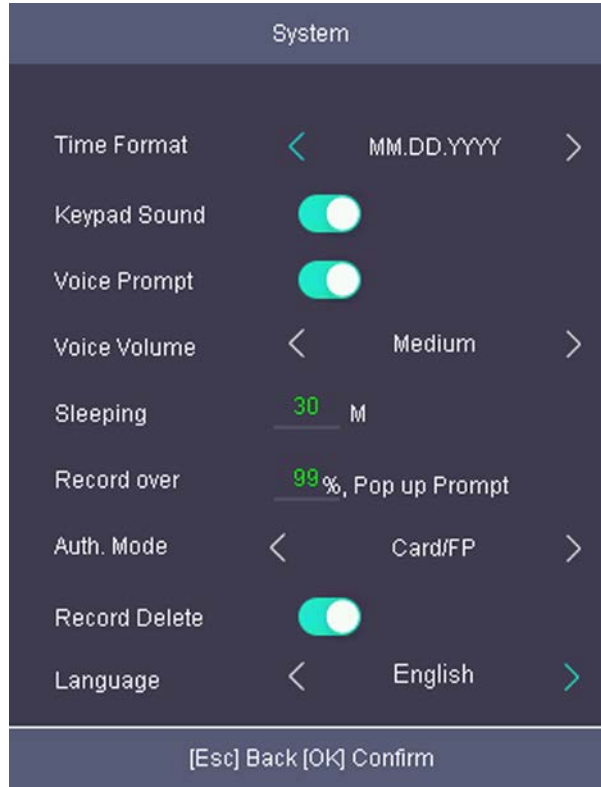 System
Time Format < MM.DD.YYYY >
Keypad Sound
Voice Prompt
Voice Volume < Medium >
Sleeping 30 M
Record over 99 %, Pop up Prompt
Auth. Mode < Card/FP >
Record Delete
Language < English >
[Esc] Back [OK] Confirm